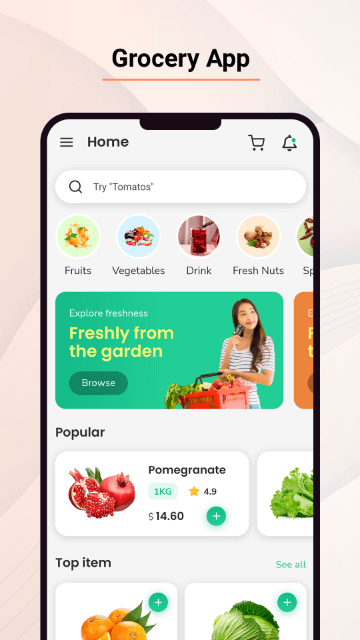 Grocery App
Home
Try "Tomatos"
Fruits
Vegetables
Drink
Fresh Nuts
Sp
Explore freshness
Freshly from
the garden
Browse
E
Popular
Pomegranate
1KG
4.9
$ 14.60
Top item
See all